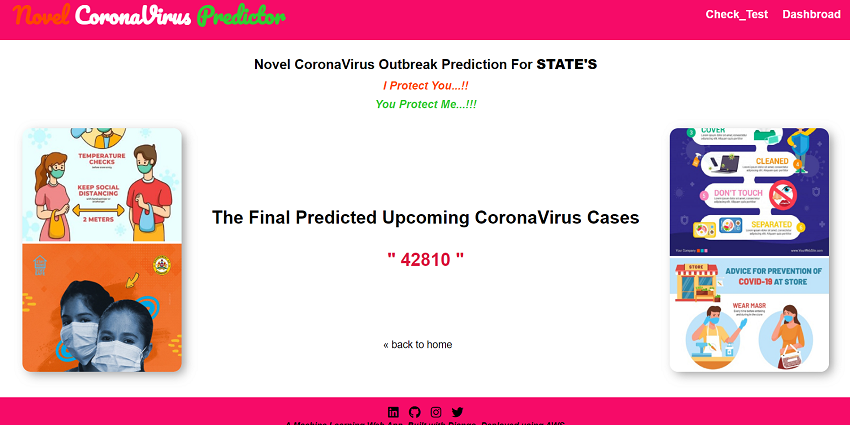 Novel CoronaVirus Predictor
Check_Test Dashbroad
Novel CoronaVirus Outbreak Prediction For STATE'S
I Protect You...!!
You Protect Me...!!!
TEMPERATURE
CHECKS
KEEP SOCIAL
DISTANCING
2 METERS
The Final Predicted Upcoming CoronaVirus Cases
" 42810 "
« back to home
COVER
CLEANED
DON'T TOUCH
SEPARATED
STORE
ADVICE FOR PREVENTION
OF COVID-19 AT STORE
WEAR MASK
A Machine Learning Web App, Built with Django, Deployed using AWS